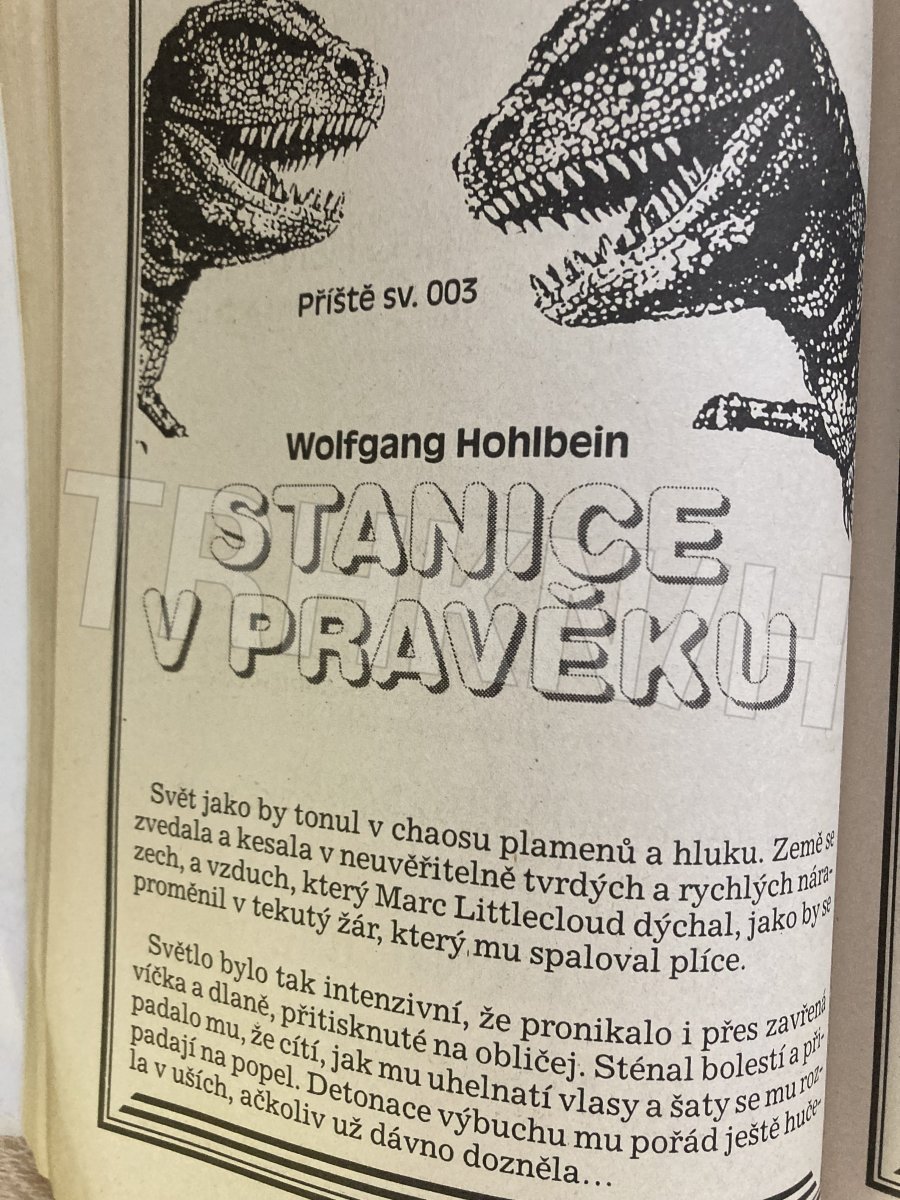 Příště sv. 003
Wolfgang Hohlbein
STANICE
V PRAVĚKU
Svět jako by tonul v chaosu plamenů a hluku. Země se
zvedala a kesala v neuvěřitelně tvrdých a rychlých nára-
zech, a vzduch, který Marc Littlecloud dýchal, jako by se
proměnil v tekutý žár, který mu spaloval plíce.
Světlo bylo tak intenzivní, že pronikalo i přes zavřená
víčka a dlaně, přitisknuté na obličej. Sténal bolestí a při-
padalo mu, že cítí, jak mu uhelnatí vlasy a šaty se mu roz-
padají na popel. Detonace výbuchu mu pořád ještě huče-
la v uších, ačkoliv už dávno dozněla...